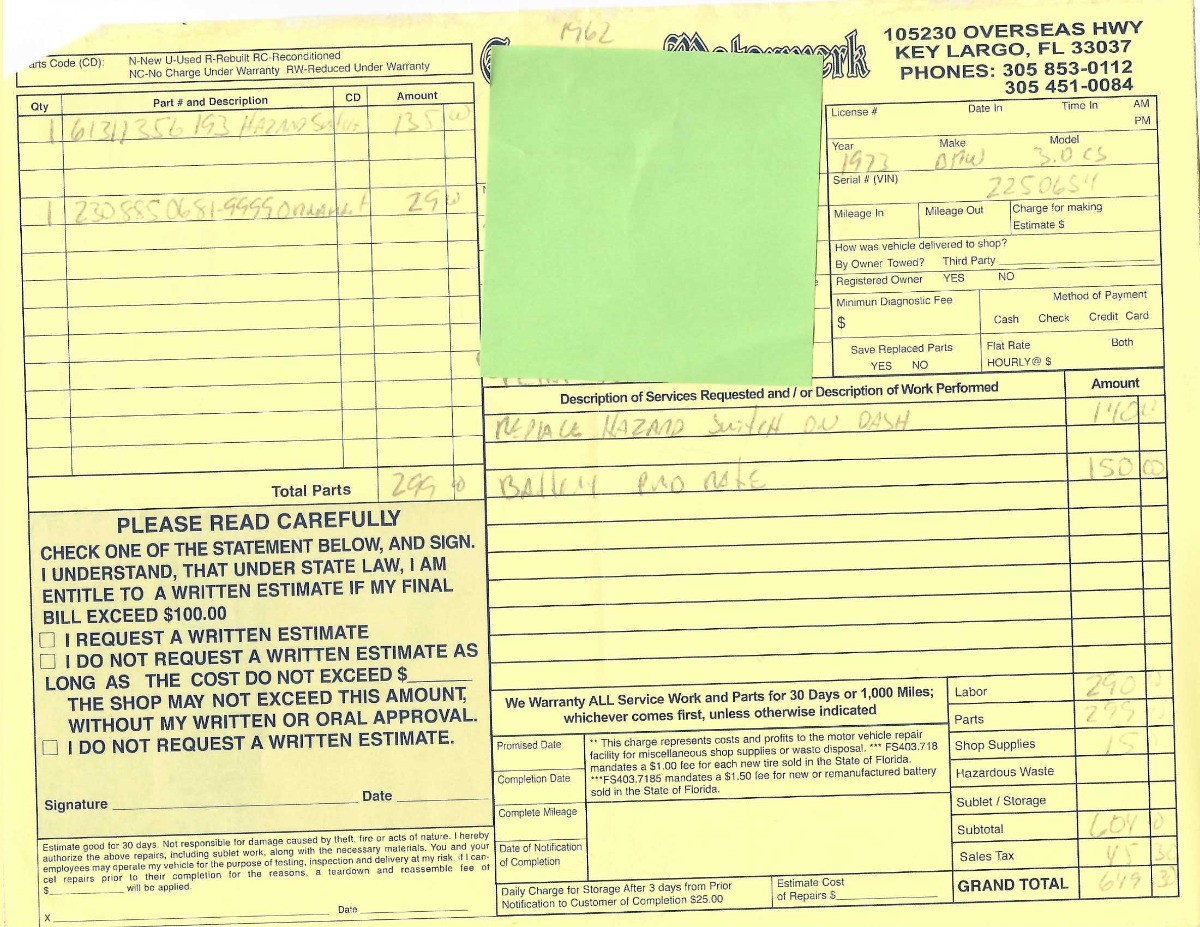 1962
Motorwerk
105230 OVERSEAS HWY
KEY LARGO, FL 33037
PHONES: 305 853-0112
305 451-0084
arts Code (CD): N-New U-Used R-Rebuilt RC-Reconditioned
NC-No Charge Under Warranty RW-Reduced Under Warranty
Qty Part # and Description CD Amount
1 61311356 193 HAZARD Switch 135 00
1 2308850681-9999 Ornament 29
Total Parts 299
License # Date In Time In AM
PM
Year Make Model
1973 BMW 3.0 CS
Serial # (VIN) 2250654
Mileage In Mileage Out Charge for making
Estimate $
How was vehicle delivered to shop?
By Owner Towed? Third Party
Registered Owner YES NO
Minimun Diagnostic Fee Method of Payment
$ Cash Check Credit Card
Save Replaced Parts Flat Rate Both
YES NO HOURLY@ $
Description of Services Requested and / or Description of Work Performed Amount
REPLACE HAZARD SWITCH ON DASH 140
BATTERY PRO RATE 150 00
PLEASE READ CAREFULLY
CHECK ONE OF THE STATEMENT BELOW, AND SIGN.
I UNDERSTAND, THAT UNDER STATE LAW, I AM
ENTITLE TO A WRITTEN ESTIMATE IF MY FINAL
BILL EXCEED $100.00
I REQUEST A WRITTEN ESTIMATE
I DO NOT REQUEST A WRITTEN ESTIMATE AS
LONG AS THE COST DO NOT EXCEED $
THE SHOP MAY NOT EXCEED THIS AMOUNT,
WITHOUT MY WRITTEN OR ORAL APPROVAL.
I DO NOT REQUEST A WRITTEN ESTIMATE.
Signature Date
Estimate good for 30 days. Not responsible for damage caused by theft, fire or acts of nature. I hereby
authorize the above repairs, including sublet work, along with the necessary materials. You and your
employees may operate my vehicle for the purpose of testing, inspection and delivery at my risk. if I can-
cel repairs prior to their completion for the reasons, a teardown and reassemble fee of
$ will be applied.
X Date
We Warranty ALL Service Work and Parts for 30 Days or 1,000 Miles;
whichever comes first, unless otherwise indicated
Promised Date
Completion Date
Complete Mileage
Date of Notification
of Completion
** This charge represents costs and profits to the motor vehicle repair
facility for miscellaneous shop supplies or waste disposal. *** FS403.718
mandates a $1.00 fee for each new tire sold in the State of Florida.
***FS403.7185 mandates a $1.50 fee for new or remanufactured battery
sold in the State of Florida.
Daily Charge for Storage After 3 days from Prior
Notification to Customer of Completion $25.00
Estimate Cost
of Repairs $
Labor 290
Parts 299
Shop Supplies 15
Hazardous Waste
Sublet / Storage
Subtotal 604
Sales Tax 45 30
GRAND TOTAL 649 30